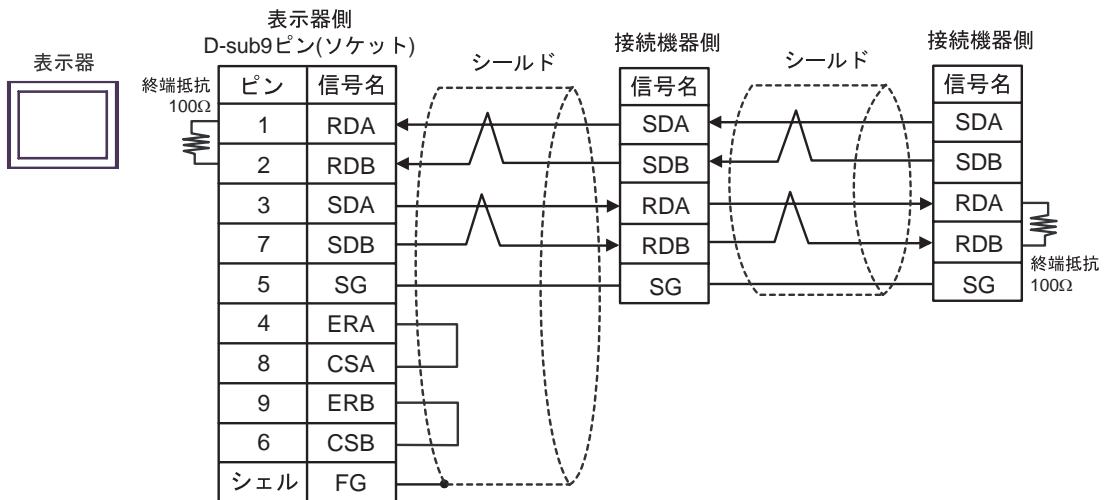 表示器
表示器側
D-sub9ピン(ソケット)
終端抵抗
100Ω
ピン 信号名
1 RDA
2 RDB
3 SDA
7 SDB
5 SG
4 ERA
8 CSA
9 ERB
6 CSB
シェル FG
シールド
接続機器側
信号名
SDA
SDB
RDA
RDB
SG
シールド
接続機器側
信号名
SDA
SDB
RDA
RDB
SG
終端抵抗
100Ω